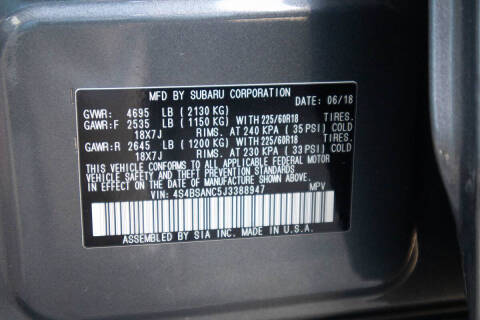 MFD BY SUBARU CORPORATION DATE: 06/18
GVWR: 4695 LB (2130 KG)
GAWR:F 2535 LB (1150 KG) WITH 225/60R18 TIRES.
18X7J RIMS. AT 240 KPA (35 PSI) COLD
GAWR:R 2645 LB (1200 KG) WITH 225/60R18 TIRES.
18X7J RIMS. AT 230 KPA (33 PSI) COLD
THIS VEHICLE CONFORMS TO ALL APPLICABLE FEDERAL MOTOR
VEHICLE SAFETY AND THEFT PREVENTION STANDARDS IN EFFECT ON THE
DATE OF MANUFACTURE SHOWN ABOVE.
VIN: 4S4BSANC5J3388947 MPV
ASSEMBLED BY SIA INC. MADE IN U.S.A.